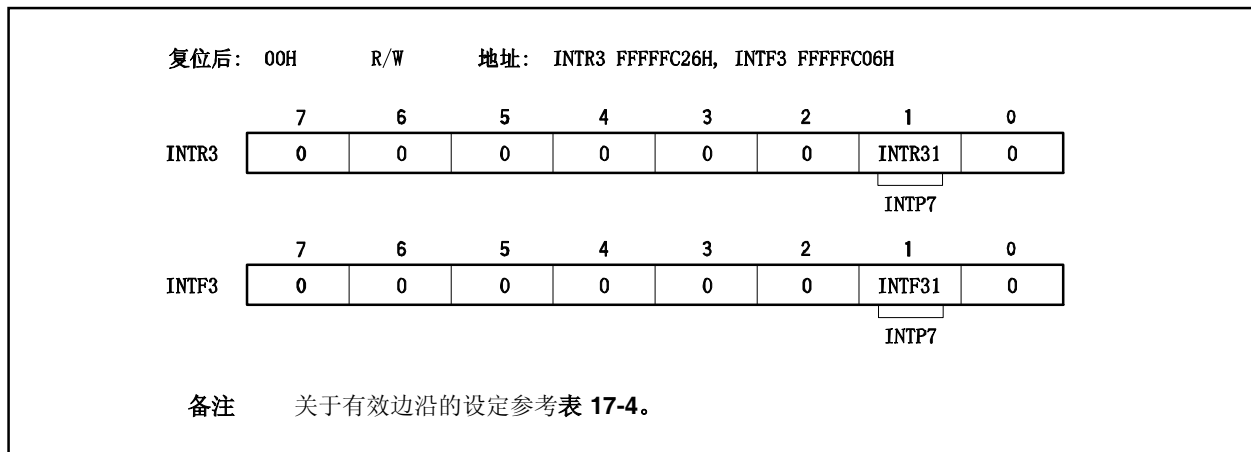 复位后: 00H R/W 地址: INTR3 FFFFFC26H, INTF3 FFFFFC06H
7 6 5 4 3 2 1 0
INTR3 0 0 0 0 0 0 INTR31 0
INTP7
7 6 5 4 3 2 1 0
INTF3 0 0 0 0 0 0 INTF31 0
INTP7
备注 关于有效边沿的设定参考表 17-4。